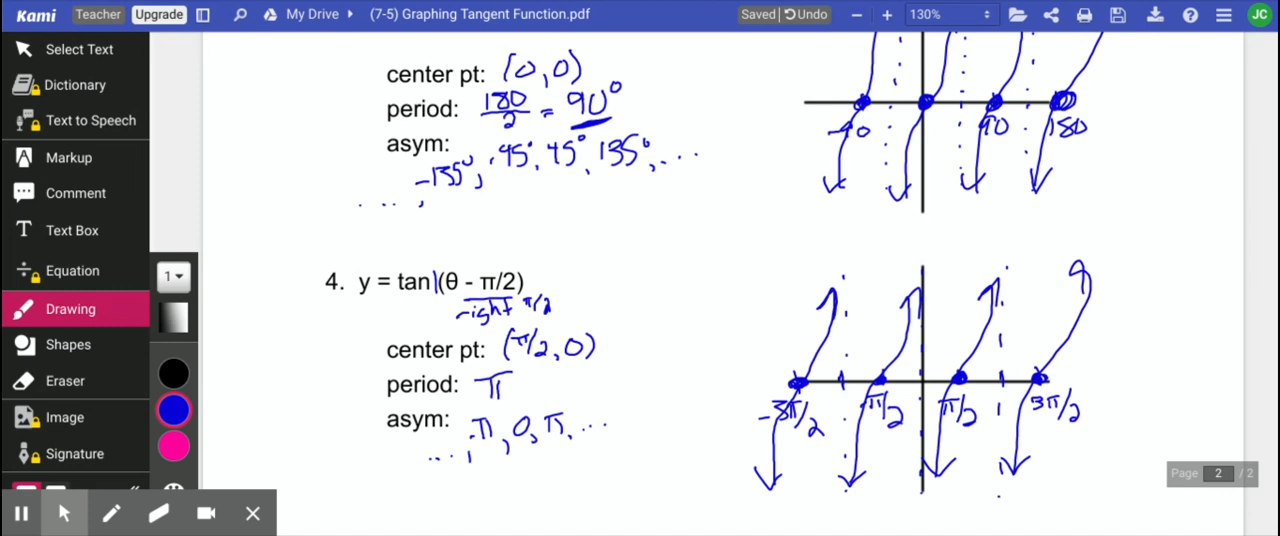 Kami Teacher Upgrade My Drive (7-5) Graphing Tangent Function.pdf Saved Undo 130% JC
Select Text
Dictionary
Text to Speech
Markup
Comment
Text Box
Equation
Drawing
Shapes
Eraser
Image
Signature
1
center pt: (0,0)
period: 180/2 = 90°
asym: -45°, 45°, 135°, ...
..., -135°,
-90 90 180
4. y = tan 1(θ - π/2)
right π/2
center pt: (π/2, 0)
period: π
asym: -π, 0, π, ...
...,
-3π/2 -π/2 π/2 3π/2
Page 2 / 2